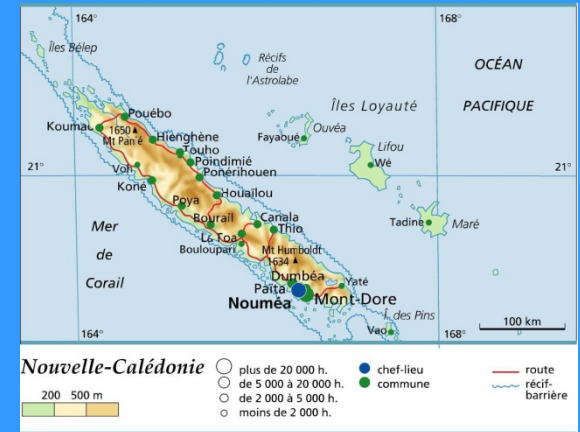 164°
168°
Îles Bélep
Récifs
de
l'Astrolabe
OCÉAN
PACIFIQUE
Îles Loyauté
Pouébo
Koumac
1650
Mt Panié
Hienghène
Fayaoué
Ouvéa
Touho
Poindimié
Lifou
Wé
21°
21°
Voh
Ponérihouen
Koné
Houaïlou
Poya
Mer
de
Corail
Bourail
Canala
Thio
Tadine
Maré
La Foa
Bouloupari
Mt Humboldt
1634
Dumbéa
Païta
Yaté
Nouméa
Mont-Dore
Î. des Pins
Vao
100 km
164°
168°
Nouvelle-Calédonie
200 500 m
plus de 20 000 h.
de 5 000 à 20 000 h.
de 2 000 à 5 000 h.
moins de 2 000 h.
chef-lieu
commune
route
récif-
barrière